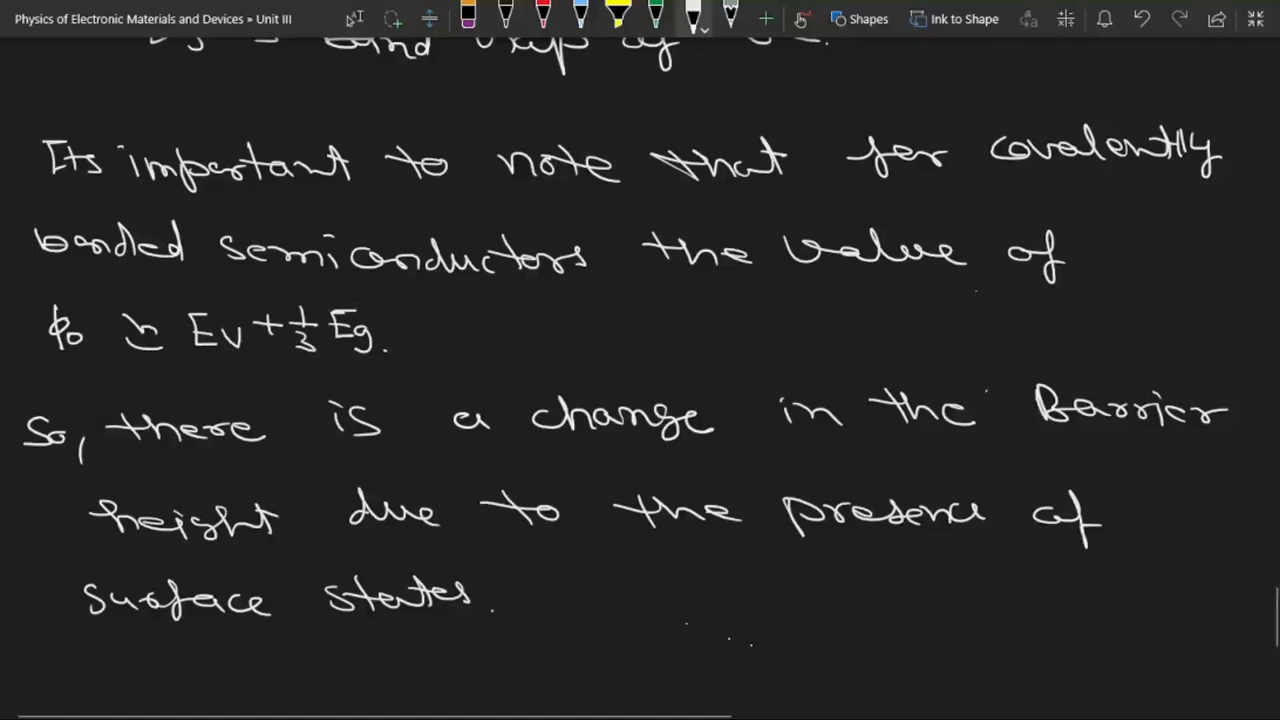 Physics of Electronic Materials and Devices » Unit III
Shapes
Ink to Shape
band of
Its important to note that for covalently
bonded semiconductors the value of
ϕ₀ ≃ Ev + 1/3 Eg.
So, there is a change in the Barrier
height due to the presence of
surface states.